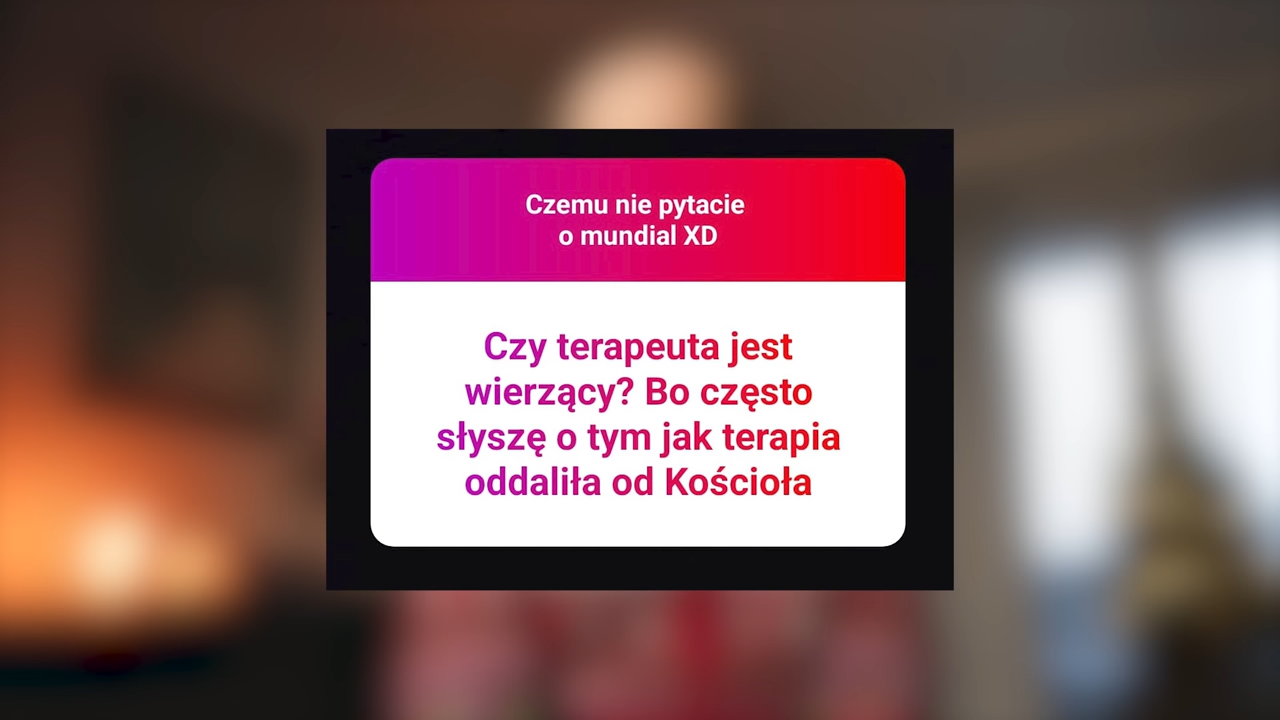 Czemu nie pytacie
o mundial XD
Czy terapeuta jest
wierzący? Bo często
słyszę o tym jak terapia
oddaliła od Kościoła